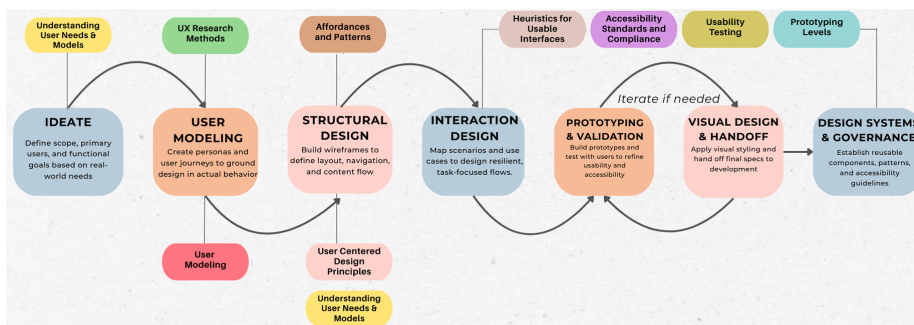 Understanding
User Needs &
Models
UX Research
Methods
Affordances
and Patterns
Heuristics for
Usable
Interfaces
Accessibility
Standards and
Compliance
Usability
Testing
Prototyping
Levels
IDEATE
Define scope, primary
users, and functional
goals based on real-
world needs
USER
MODELING
Create personas and
user journeys to ground
design in actual behavior
STRUCTURAL
DESIGN
Build wireframes to
define layout, navigation,
and content flow
INTERACTION
DESIGN
Map scenarios and use
cases to design resilient,
task-focused flows.
Iterate if needed
PROTOTYPING
& VALIDATION
Build prototypes and
test with users to refine
usability and
accessibility
VISUAL DESIGN
& HANDOFF
Apply visual styling and
hand off final specs to
development
DESIGN SYSTEMS
& GOVERNANCE
Establish reusable
components, patterns,
and accessibility
guidelines
User
Modeling
User Centered
Design
Principles
Understanding
User Needs &
Models